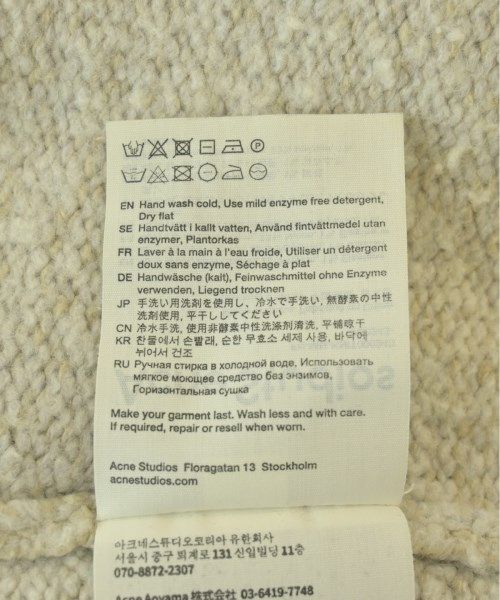 EN Hand wash cold, Use mild enzyme free detergent,
Dry flat
SE Handtvätt i kallt vatten, Använd fintvättmedel utan
enzymer, Plantorkas
FR Laver à la main à l'eau froide, Utiliser un détergent
doux sans enzyme, Séchage à plat
DE Handwäsche (kalt), Feinwaschmittel ohne Enzyme
verwenden, Liegend trocknen
JP 手洗い用洗剤を使用し、冷水で手洗い, 無酵素の中性
洗剤使用, 平干ししてください
CN 冷水手洗, 使用非酵素中性洗涤剂清洗, 平铺晾干
KR 찬물에서 손빨래, 순한 무효소 세제 사용, 바닥에
뉘어서 건조
RU Ручная стирка в холодной воде, Использовать
мягкое моющее средство без энзимов,
Горизонтальная сушка
Make your garment last. Wash less and with care.
If required, repair or resell when worn.
Acne Studios Floragatan 13 Stockholm
acnestudios.com
아크네스튜디오코리아 유한회사
서울시 중구 퇴계로 131 신일빌딩 11층
070-8872-2307
Acne Aoyama 株式会社 03-6419-7748